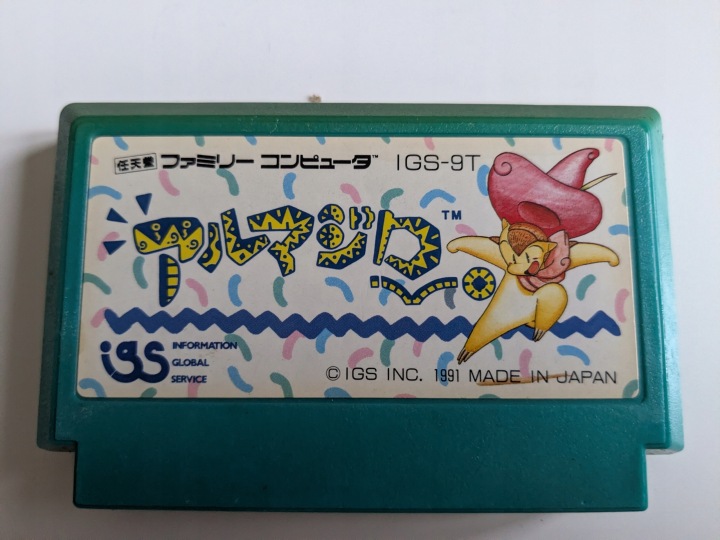 任天堂 ファミリー コンピュータ™ IGS-9T
アルマジロ™
igs INFORMATION
GLOBAL
SERVICE
©IGS INC. 1991 MADE IN JAPAN